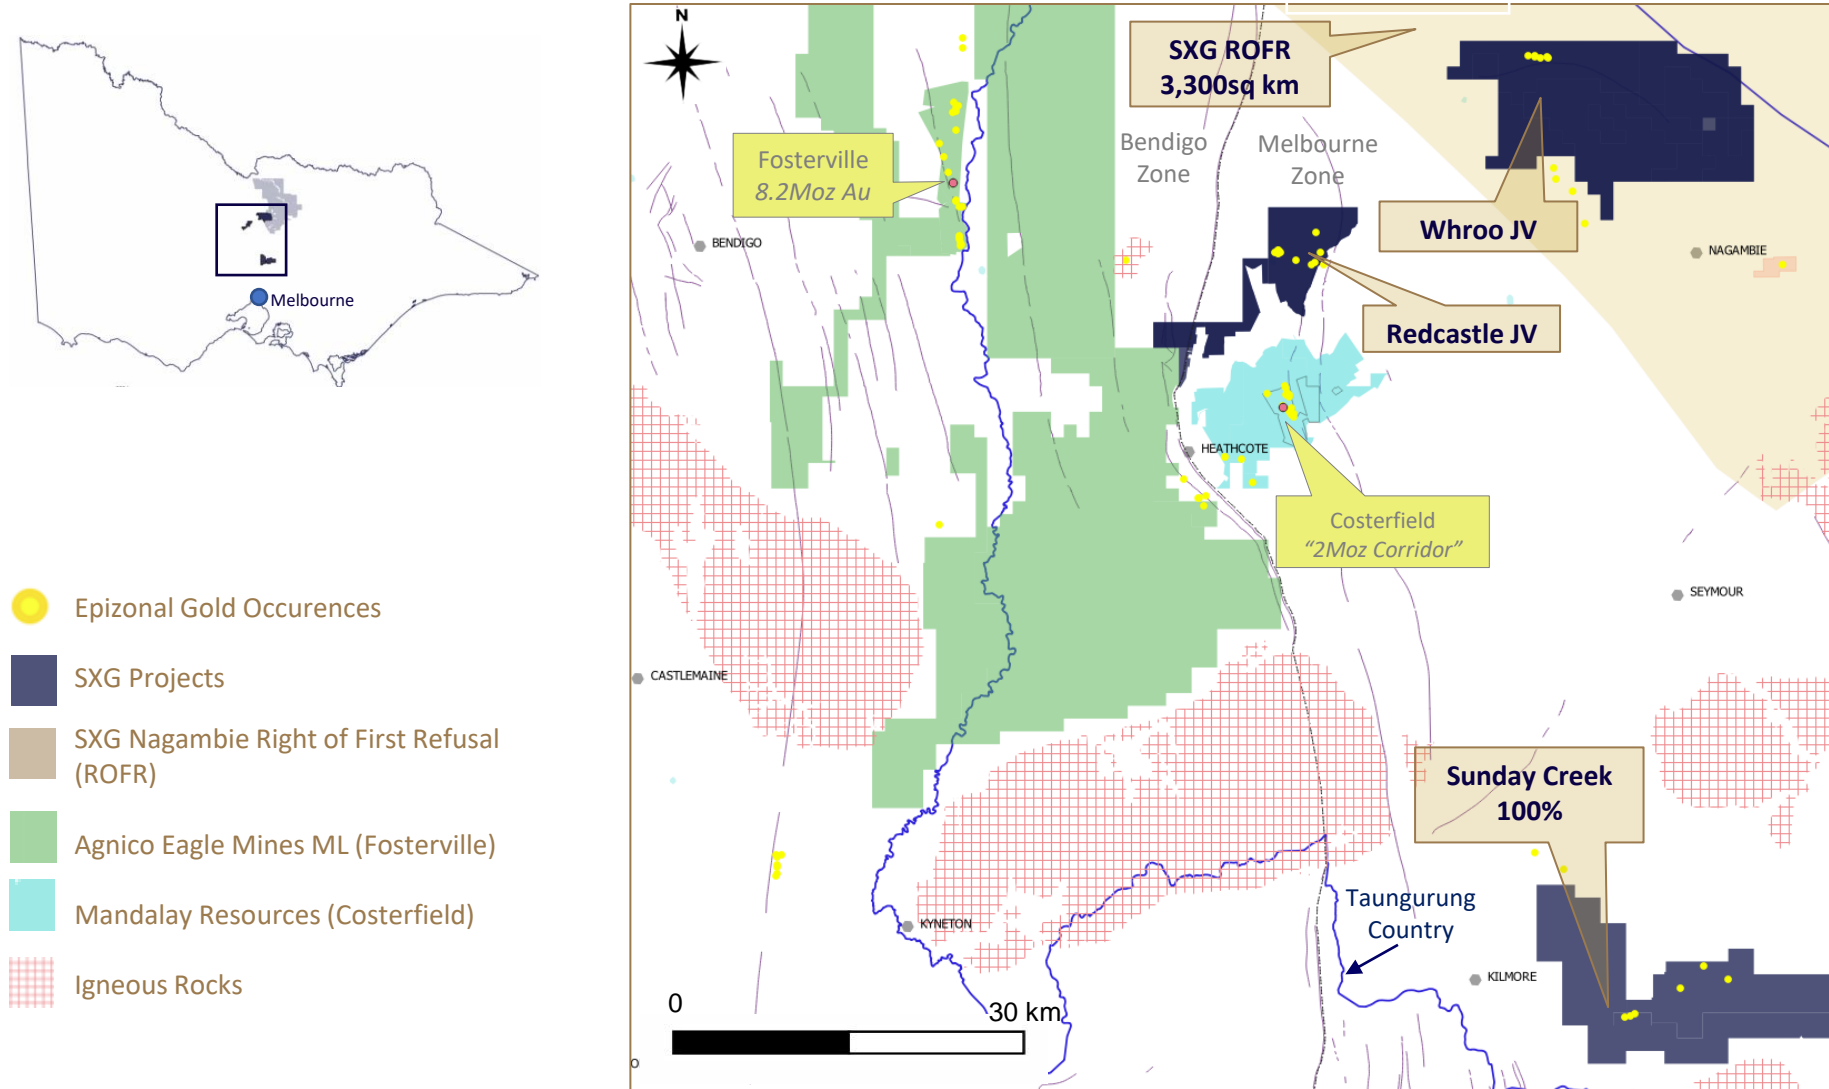 Melbourne
Epizonal Gold Occurences
SXG Projects
SXG Nagambie Right of First Refusal
(ROFR)
Agnico Eagle Mines ML (Fosterville)
Mandalay Resources (Costerfield)
Igneous Rocks
N
SXG ROFR
3,300sq km
Bendigo
Zone
Melbourne
Zone
Fosterville
8.2Moz Au
BENDIGO
Whroo JV
NAGAMBIE
Redcastle JV
HEATHCOTE
Costerfield
“2Moz Corridor”
SEYMOUR
CASTLEMAINE
Sunday Creek
100%
Taungurung
Country
KYNETON
KILMORE
0
30 km